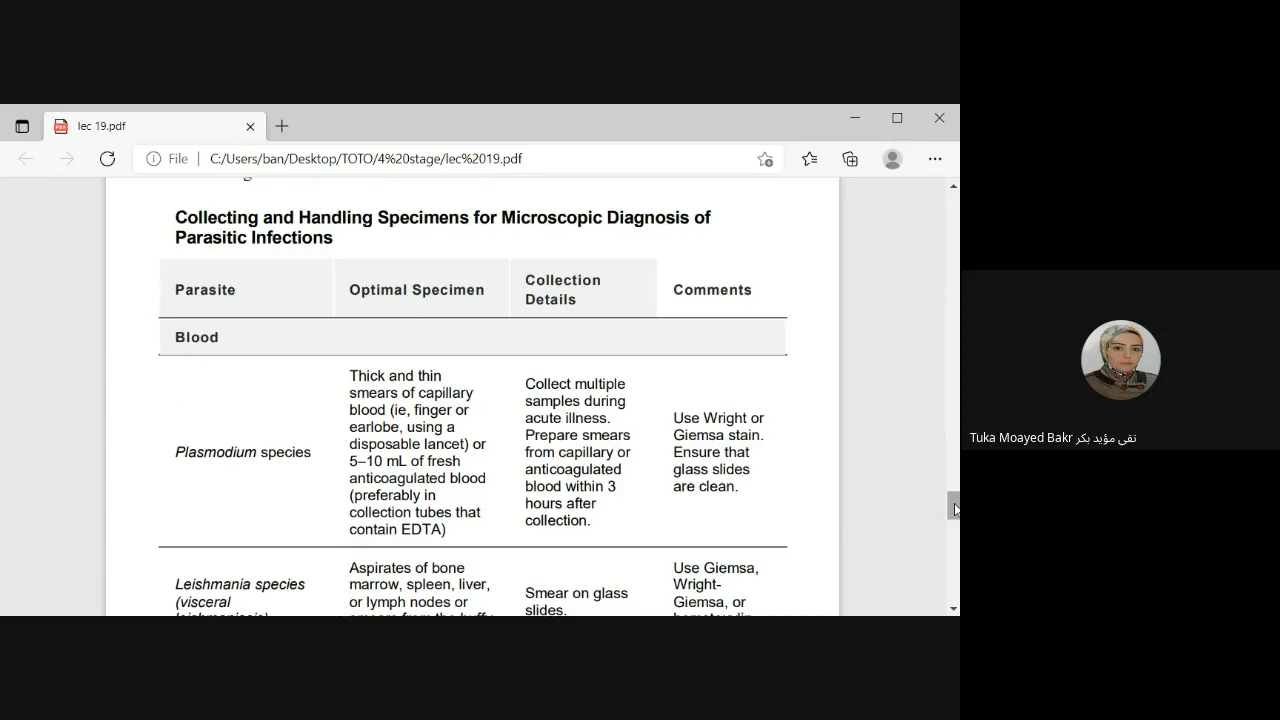 lec 19.pdf
File
C:/Users/ban/Desktop/TOTO/4%20stage/lec%2019.pdf
Collecting and Handling Specimens for Microscopic Diagnosis of
Parasitic Infections
Parasite
Optimal Specimen
Collection
Details
Comments
Blood
Plasmodium species
Thick and thin
smears of capillary
blood (ie, finger or
earlobe, using a
disposable lancet) or
5–10 mL of fresh
anticoagulated blood
(preferably in
collection tubes that
contain EDTA)
Collect multiple
samples during
acute illness.
Prepare smears
from capillary or
anticoagulated
blood within 3
hours after
collection.
Use Wright or
Giemsa stain.
Ensure that
glass slides
are clean.
Leishmania species
(visceral
Aspirates of bone
marrow, spleen, liver,
or lymph nodes or
Smear on glass
slides.
Use Giemsa,
Wright-
Giemsa, or
Tuka Moayed Bakr تقى مؤيد بكر